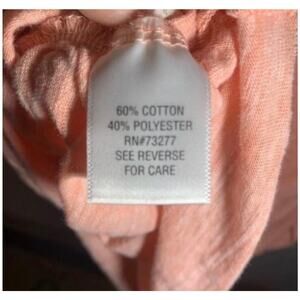 60% COTTON
40% POLYESTER
RN#73277
SEE REVERSE
FOR CARE